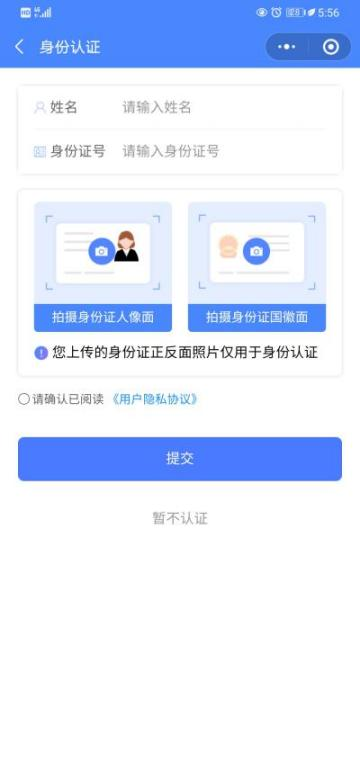 5:56
身份认证
姓名 请输入姓名
身份证号 请输入身份证号
拍摄身份证人像面 拍摄身份证国徽面
您上传的身份证正反面照片仅用于身份认证
请确认已阅读 《用户隐私协议》
提交
暂不认证